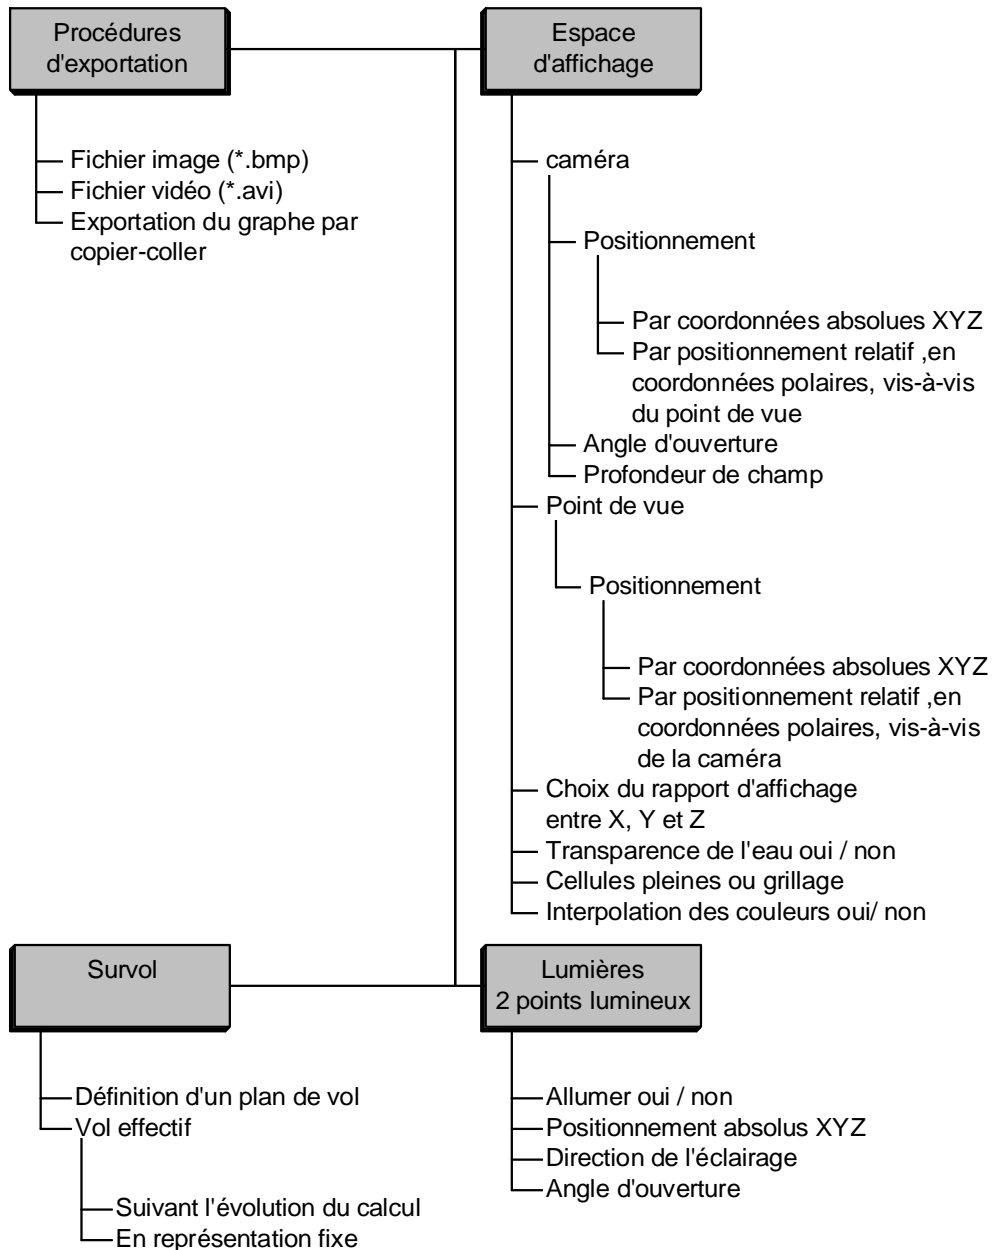 Procédures
d'exportation
Fichier image (*.bmp)
Fichier vidéo (*.avi)
Exportation du graphe par
copier-coller
Espace
d'affichage
caméra
Positionnement
Par coordonnées absolues XYZ
Par positionnement relatif ,en
coordonnées polaires, vis-à-vis
du point de vue
Angle d'ouverture
Profondeur de champ
Point de vue
Positionnement
Par coordonnées absolues XYZ
Par positionnement relatif ,en
coordonnées polaires, vis-à-vis
de la caméra
Choix du rapport d'affichage
entre X, Y et Z
Transparence de l'eau oui / non
Cellules pleines ou grillage
Interpolation des couleurs oui/ non
Survol
Définition d'un plan de vol
Vol effectif
Suivant l'évolution du calcul
En représentation fixe
Lumières
2 points lumineux
Allumer oui / non
Positionnement absolus XYZ
Direction de l'éclairage
Angle d'ouverture